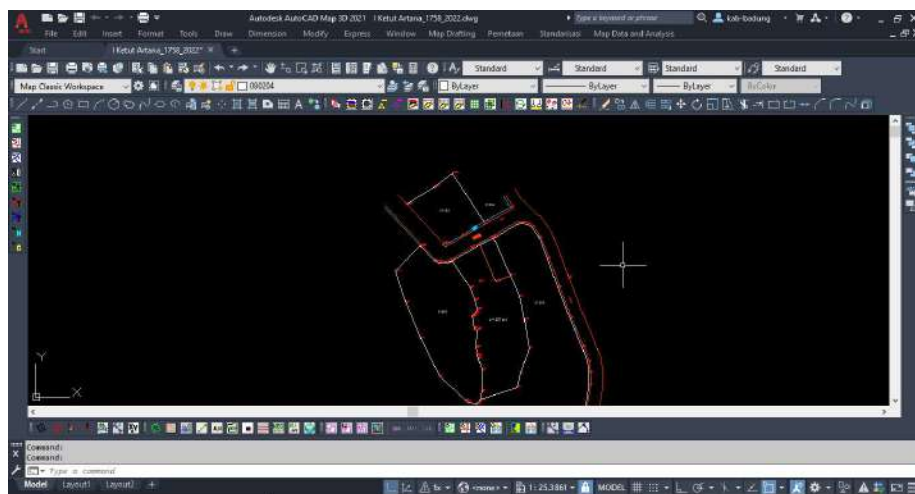 Autodesk AutoCAD Map 3D 2021 I Ketut Artana_1758_2022.dwg
Type a keyword or phrase
kab-badung
File Edit Insert Format Tools Draw Dimension Modify Express Window Map Drafting Pemetaan Standarisasi Map Data and Analysis
Start I Ketut Artana_1758_2022*
Standard Standard Standard Standard
Map Classic Workspace 090204 ByLayer ByLayer ByLayer ByColor
Y
X
Command:
Command:
Type a command
Model Layout1 Layout2 + 1:25.3861 MODEL